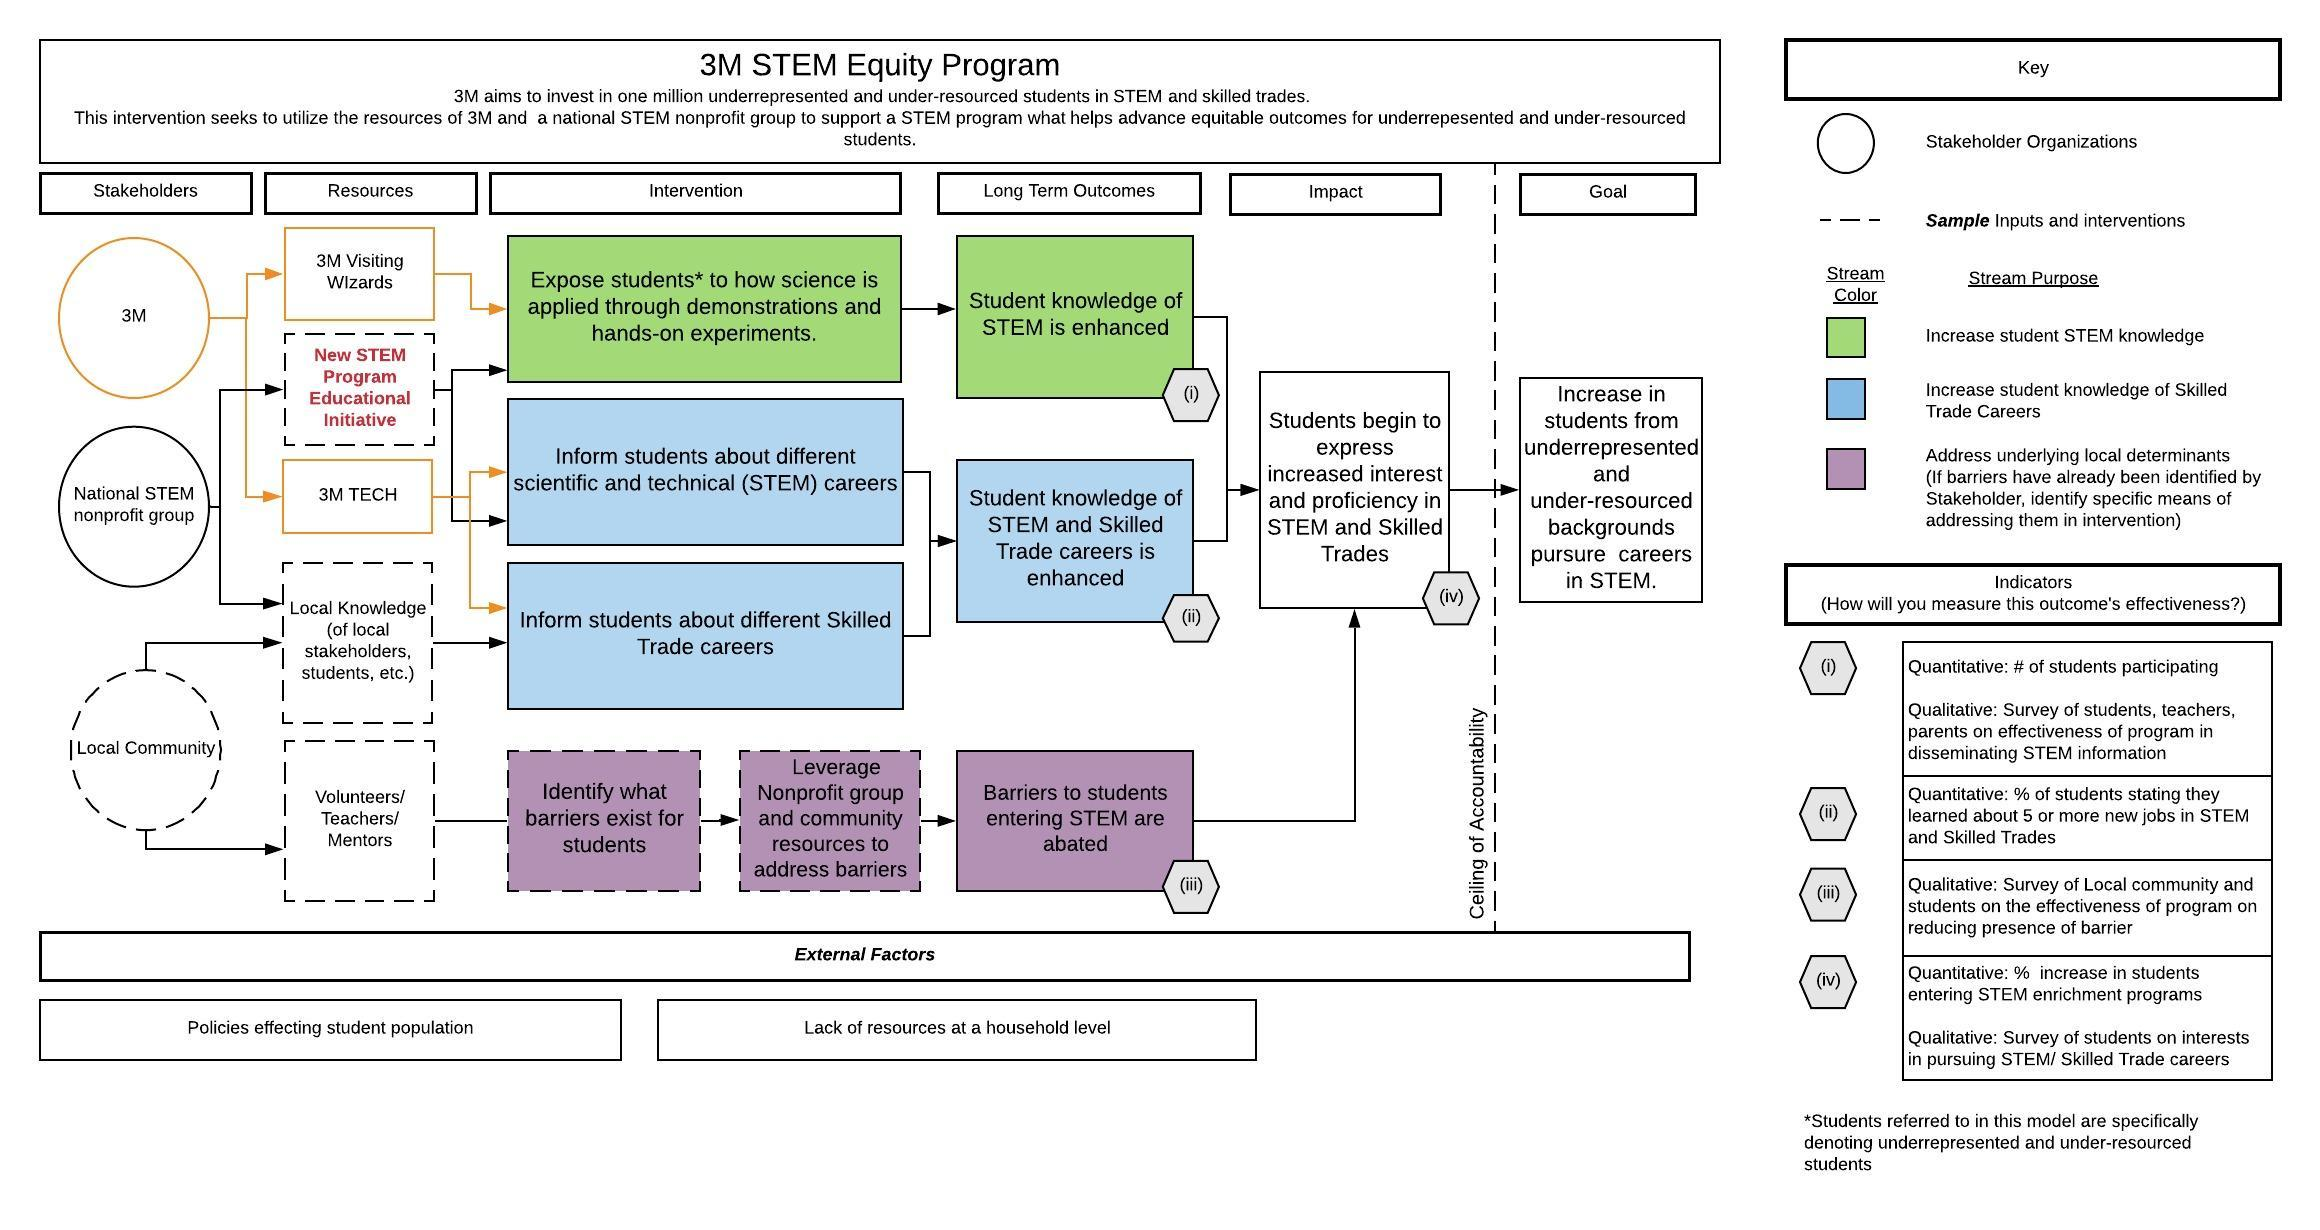 3M STEM Equity Program
3M aims to invest in one million underrepresented and under-resourced students in STEM and skilled trades.
This intervention seeks to utilize the resources of 3M and  a national STEM nonprofit group to support a STEM program what helps advance equitable outcomes for underrepesented and under-resourced
students.
Stakeholders
Resources
Intervention
Long Term Outcomes
Impact
Goal
3M
National STEM
nonprofit group
Local Community
3M Visiting
WIzards
New STEM
Program
Educational
Initiative
3M TECH
Local Knowledge
(of local
stakeholders,
students, etc.)
Volunteers/
Teachers/
Mentors
Expose students* to how science is
applied through demonstrations and
hands-on experiments.
Inform students about different
scientific and technical (STEM) careers
Inform students about different Skilled
Trade careers
Identify what
barriers exist for
students
Leverage
Nonprofit group
and community
resources to
address barriers
Student knowledge of
STEM is enhanced
(i)
Student knowledge of
STEM and Skilled
Trade careers is
enhanced
(ii)
Barriers to students
entering STEM are
abated
(iii)
Students begin to
express
increased interest
and proficiency in
STEM and Skilled
Trades
(iv)
Ceiling of Accountability
Increase in
students from
underrepresented
and
under-resourced
backgrounds
pursure  careers
in STEM.
External Factors
Policies effecting student population
Lack of resources at a household level
Key
Stakeholder Organizations
Sample Inputs and interventions
Stream
Color
Stream Purpose
Increase student STEM knowledge
Increase student knowledge of Skilled
Trade Careers
Address underlying local determinants
(If barriers have already been identified by
Stakeholder, identify specific means of
addressing them in intervention)
Indicators
(How will you measure this outcome's effectiveness?)
(i)
Quantitative: # of students participating
Qualitative: Survey of students, teachers,
parents on effectiveness of program in
disseminating STEM information
(ii)
Quantitative: % of students stating they
learned about 5 or more new jobs in STEM
and Skilled Trades
(iii)
Qualitative: Survey of Local community and
students on the effectiveness of program on
reducing presence of barrier
(iv)
Quantitative: %  increase in students
entering STEM enrichment programs
Qualitative: Survey of students on interests
in pursuing STEM/ Skilled Trade careers
*Students referred to in this model are specifically
denoting underrepresented and under-resourced
students